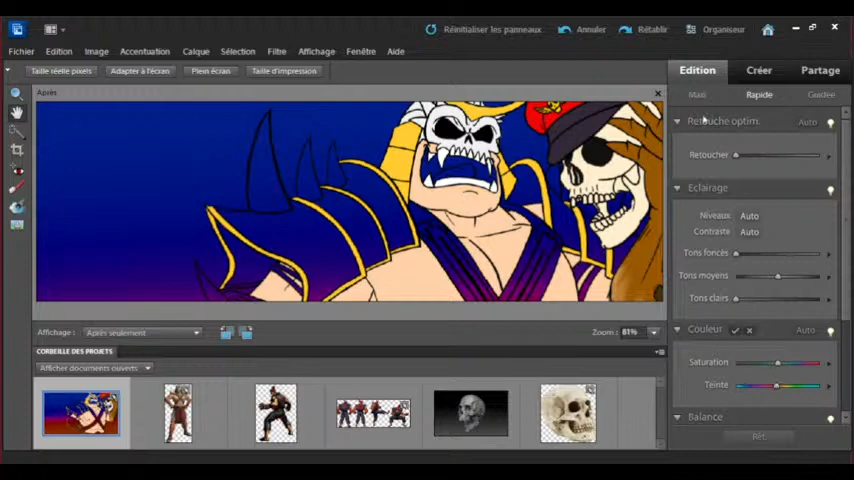 Réinitialiser les panneaux Annuler Rétablir Organiseur
Fichier Edition Image Accentuation Calque Sélection Filtre Affichage Fenêtre Aide
Taille réelle pixels Adapter à l'écran Plein écran Taille d'impression
Edition Créer Partage
Après
Maxi Rapide Guidée
Retouche optim. Auto
Retoucher
Eclairage
Niveaux Auto
Contraste Auto
Tons foncés
Tons moyens
Tons clairs
Affichage : Après seulement Zoom : 81%
Couleur Auto
CORBEILLE DES PROJETS
Afficher documents ouverts
Saturation
Teinte
Balance
Rét.